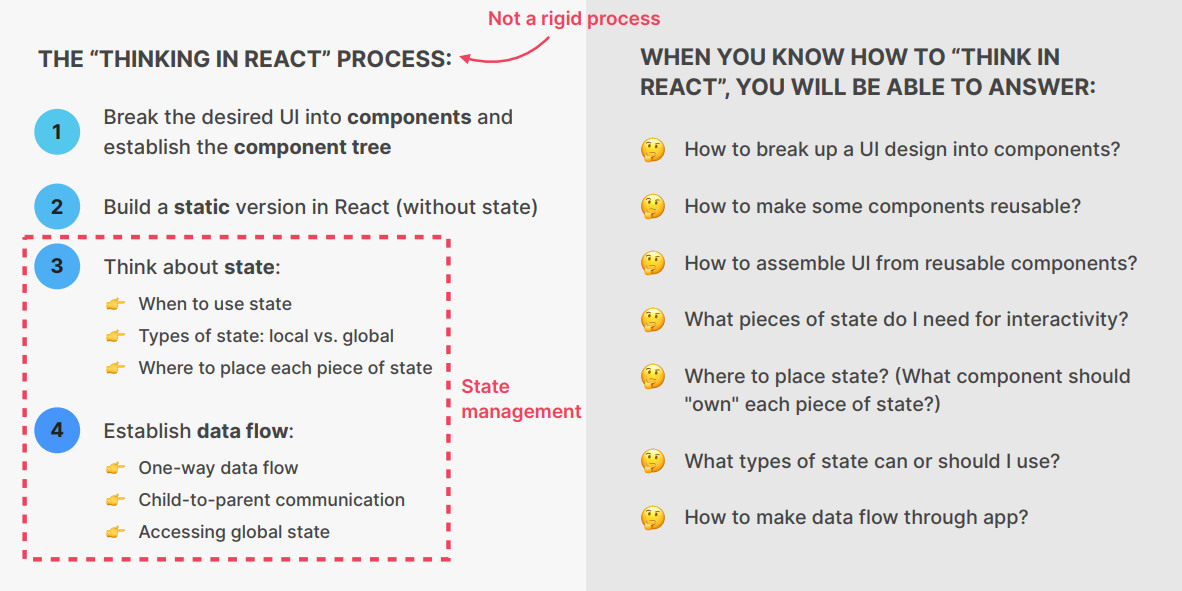 Not a rigid process
THE “THINKING IN REACT” PROCESS:
1
Break the desired UI into components and
establish the component tree
2
Build a static version in React (without state)
3
Think about state:
👉 When to use state
👉 Types of state: local vs. global
👉 Where to place each piece of state
State
management
4
Establish data flow:
👉 One-way data flow
👉 Child-to-parent communication
👉 Accessing global state
WHEN YOU KNOW HOW TO “THINK IN
REACT”, YOU WILL BE ABLE TO ANSWER:
🤔 How to break up a UI design into components?
🤔 How to make some components reusable?
🤔 How to assemble UI from reusable components?
🤔 What pieces of state do I need for interactivity?
🤔 Where to place state? (What component should
"own" each piece of state?)
🤔 What types of state can or should I use?
🤔 How to make data flow through app?